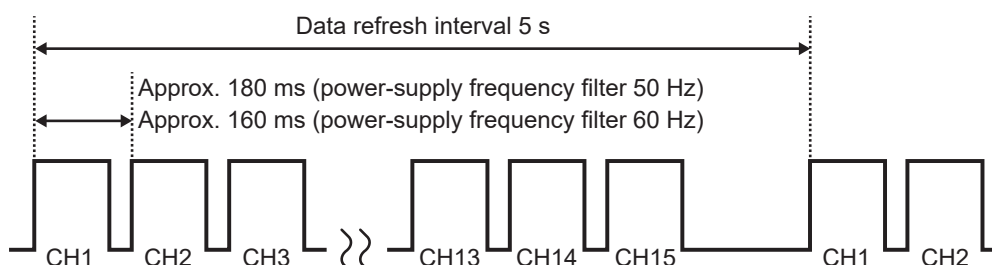 Data refresh interval 5 s
Approx. 180 ms (power-supply frequency filter 50 Hz)
Approx. 160 ms (power-supply frequency filter 60 Hz)
CH1 CH2 CH3 CH13 CH14 CH15 CH1 CH2